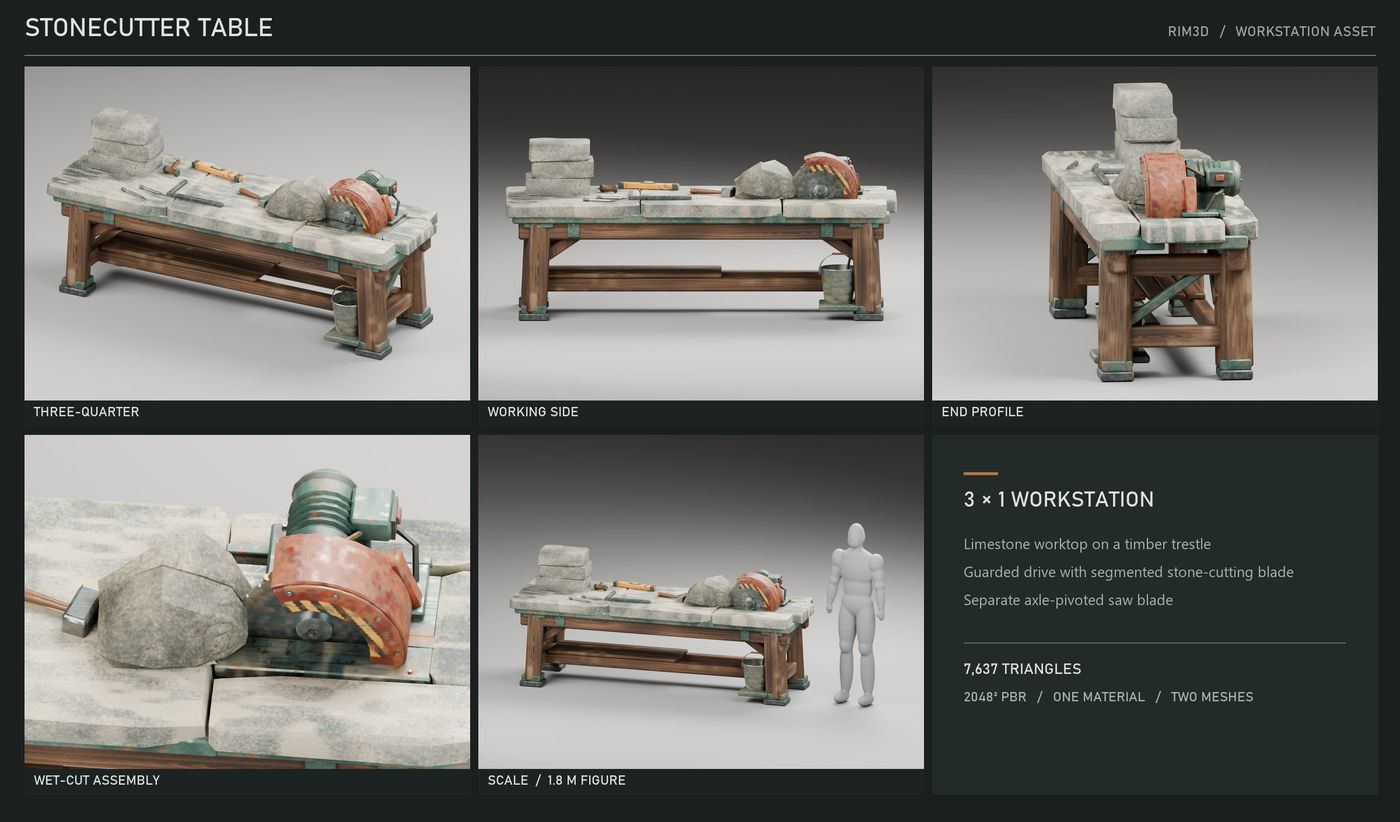 STONECUTTER TABLE
RIM3D / WORKSTATION ASSET
THREE-QUARTER
WORKING SIDE
END PROFILE
WET-CUT ASSEMBLY
SCALE / 1.8 M FIGURE
3 × 1 WORKSTATION
Limestone worktop on a timber trestle
Guarded drive with segmented stone-cutting blade
Separate axle-pivoted saw blade
7,637 TRIANGLES
2048² PBR / ONE MATERIAL / TWO MESHES